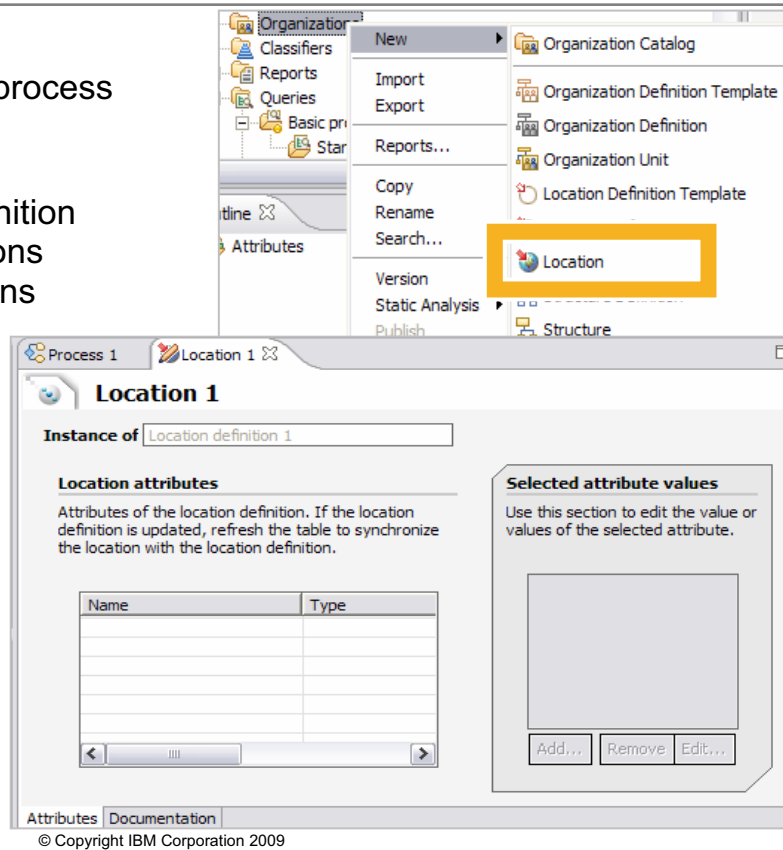 process
nition
ons
ns
Organizations
Classifiers
Reports
Queries
Basic pr
Star
New
Import
Export
Reports...
Copy
Rename
Search...
Version
Static Analysis
Publish
Organization Catalog
Organization Definition Template
Organization Definition
Organization Unit
Location Definition Template
Location
Structure
utline
Attributes
Process 1
Location 1
Location 1
Instance of Location definition 1
Location attributes
Attributes of the location definition. If the location
definition is updated, refresh the table to synchronize
the location with the location definition.
Name Type
Selected attribute values
Use this section to edit the value or
values of the selected attribute.
Add... Remove Edit...
Attributes Documentation
© Copyright IBM Corporation 2009